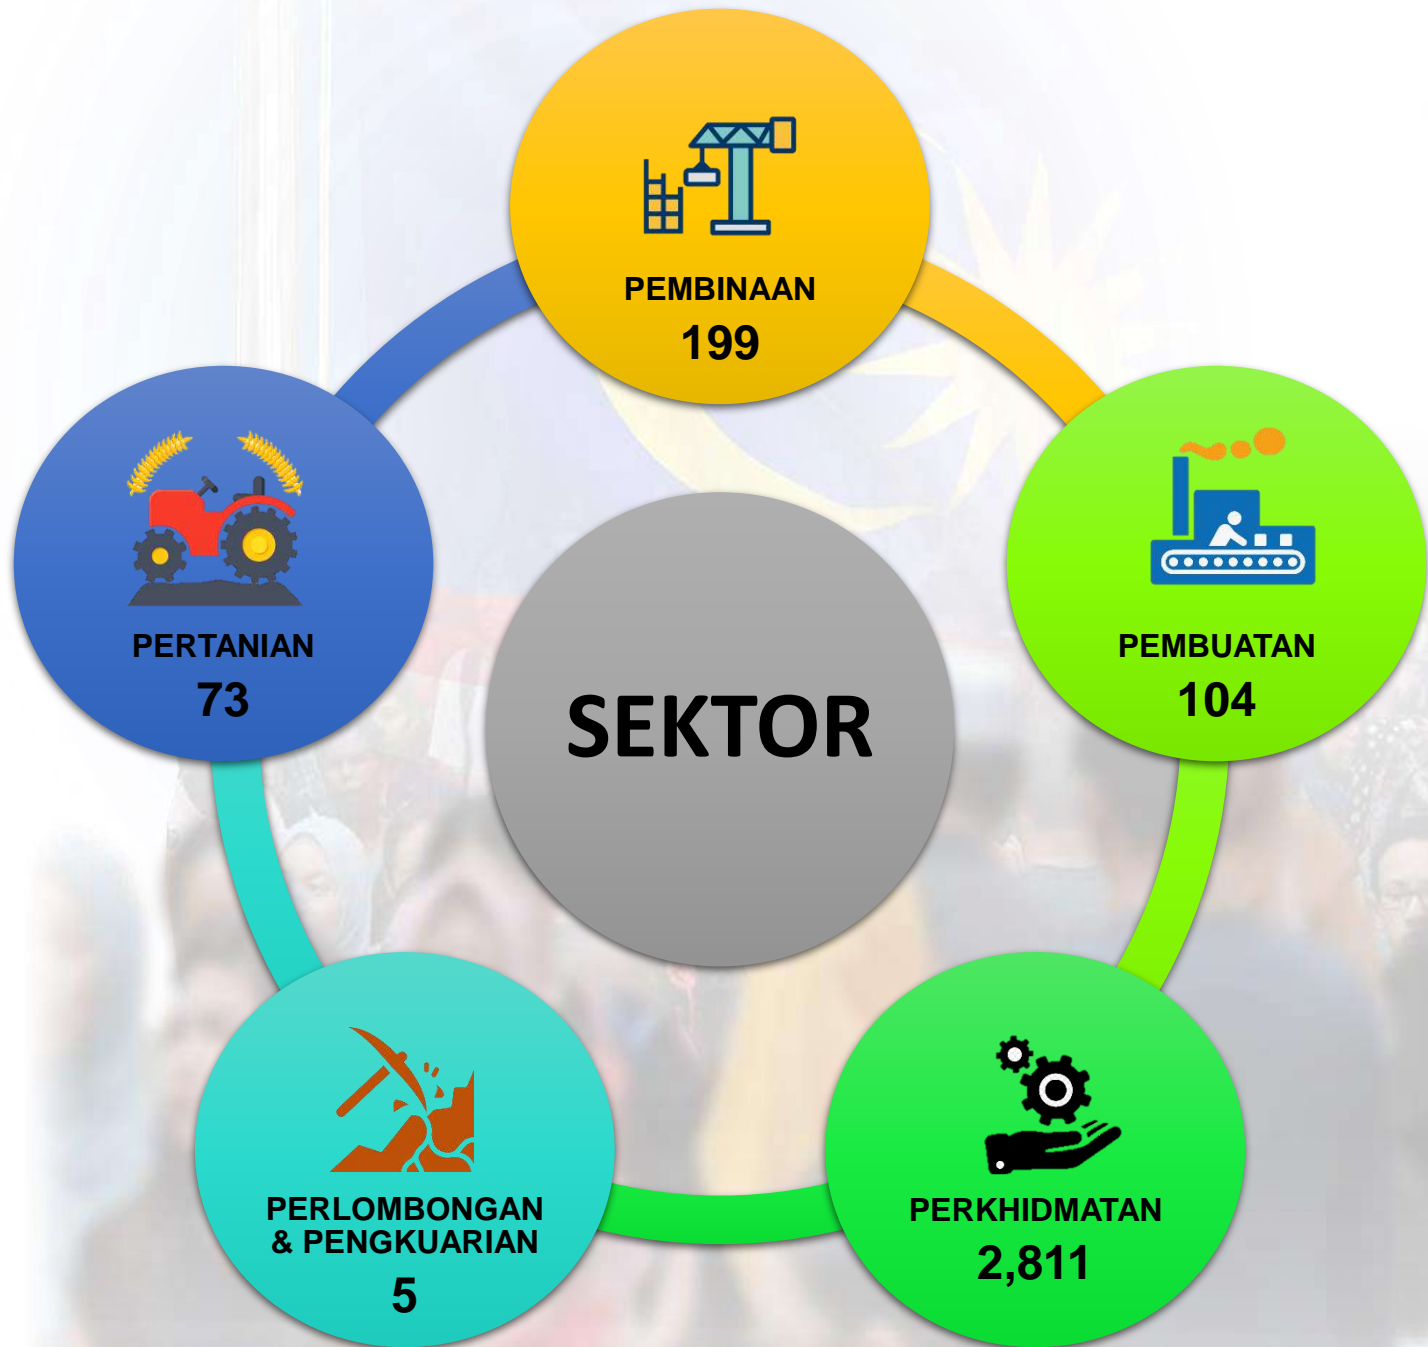 PEMBINAAN
199
PEMBUATAN
104
PERKHIDMATAN
2,811
PERLOMBONGAN
& PENGKUARIAN
5
PERTANIAN
73
SEKTOR